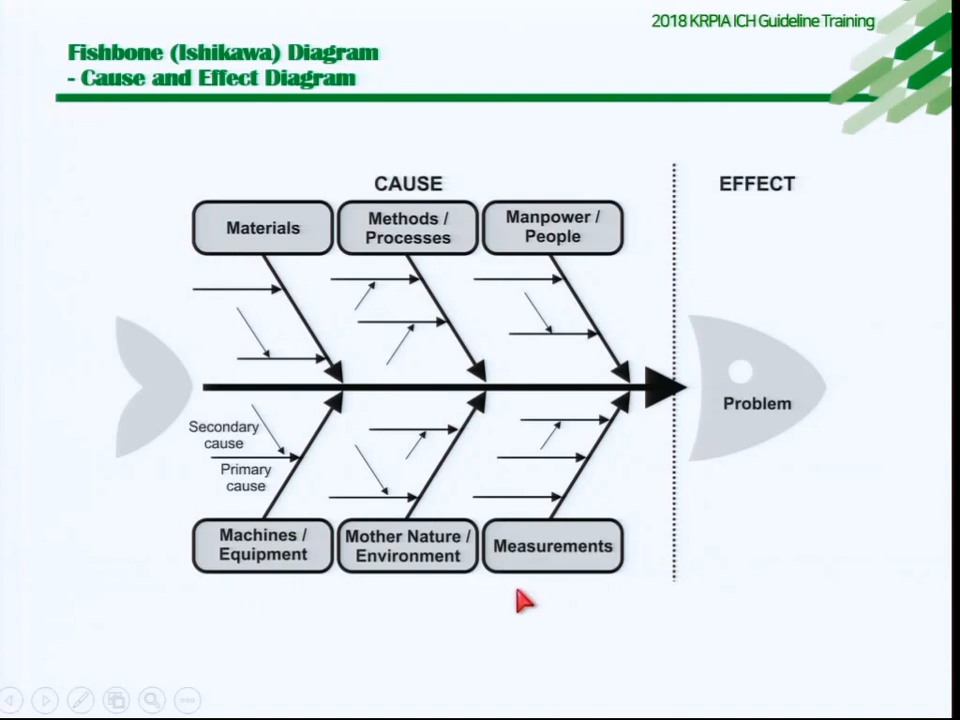 2018 KRPIA ICH Guideline Training
Fishbone (Ishikawa) Diagram
- Cause and Effect Diagram
CAUSE
EFFECT
Materials
Methods /
Processes
Manpower /
People
Problem
Secondary
cause
Primary
cause
Machines /
Equipment
Mother Nature /
Environment
Measurements